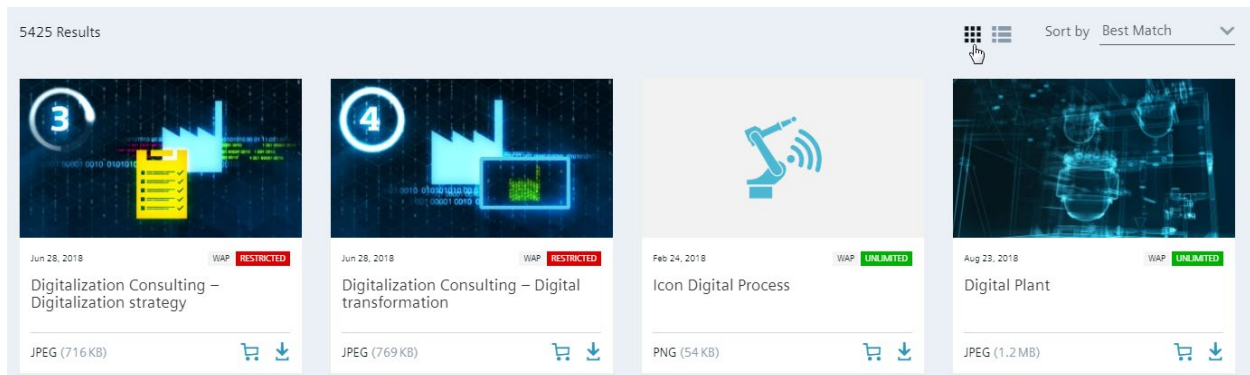 5425 Results
Sort by Best Match
3
4
Jun 28, 2018 WAP RESTRICTED
Digitalization Consulting –
Digitalization strategy
JPEG (716 KB)
Jun 28, 2018 WAP RESTRICTED
Digitalization Consulting – Digital
transformation
JPEG (769 KB)
Feb 24, 2018 WAP UNLIMITED
Icon Digital Process
PNG (54 KB)
Aug 23, 2018 WAP UNLIMITED
Digital Plant
JPEG (1.2 MB)